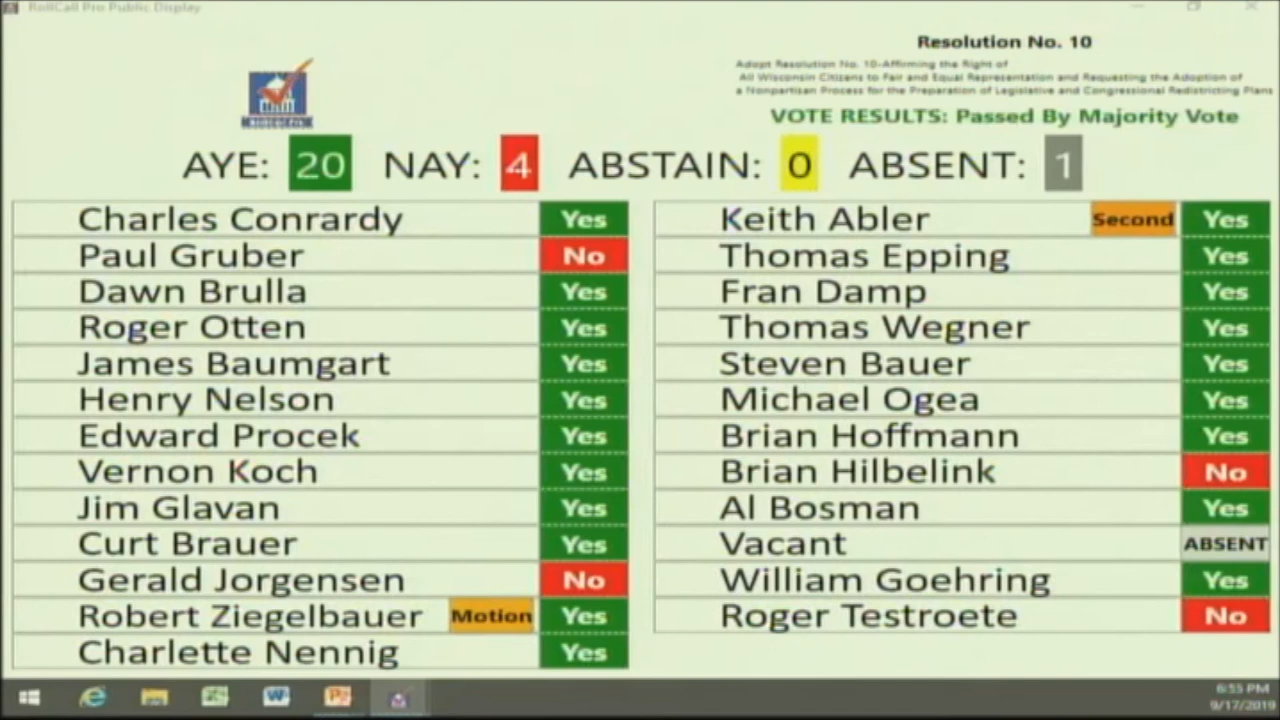 RollCall Pro Public Display
Resolution No. 10
Adopt Resolution No. 10-Affirming the Right of
All Wisconsin Citizens to Fair and Equal Representation and Requesting the Adoption of
a Nonpartisan Process for the Preparation of Legislative and Congressional Redistricting Plans
VOTE RESULTS: Passed By Majority Vote
AYE: 20 NAY: 4 ABSTAIN: 0 ABSENT: 1
Charles Conrardy Yes
Paul Gruber No
Dawn Brulla Yes
Roger Otten Yes
James Baumgart Yes
Henry Nelson Yes
Edward Procek Yes
Vernon Koch Yes
Jim Glavan Yes
Curt Brauer Yes
Gerald Jorgensen No
Robert Ziegelbauer Motion Yes
Charlette Nennig Yes
Keith Abler Second Yes
Thomas Epping Yes
Fran Damp Yes
Thomas Wegner Yes
Steven Bauer Yes
Michael Ogea Yes
Brian Hoffmann Yes
Brian Hilbelink No
Al Bosman Yes
Vacant ABSENT
William Goehring Yes
Roger Testroete No
6:55 PM
9/17/2019